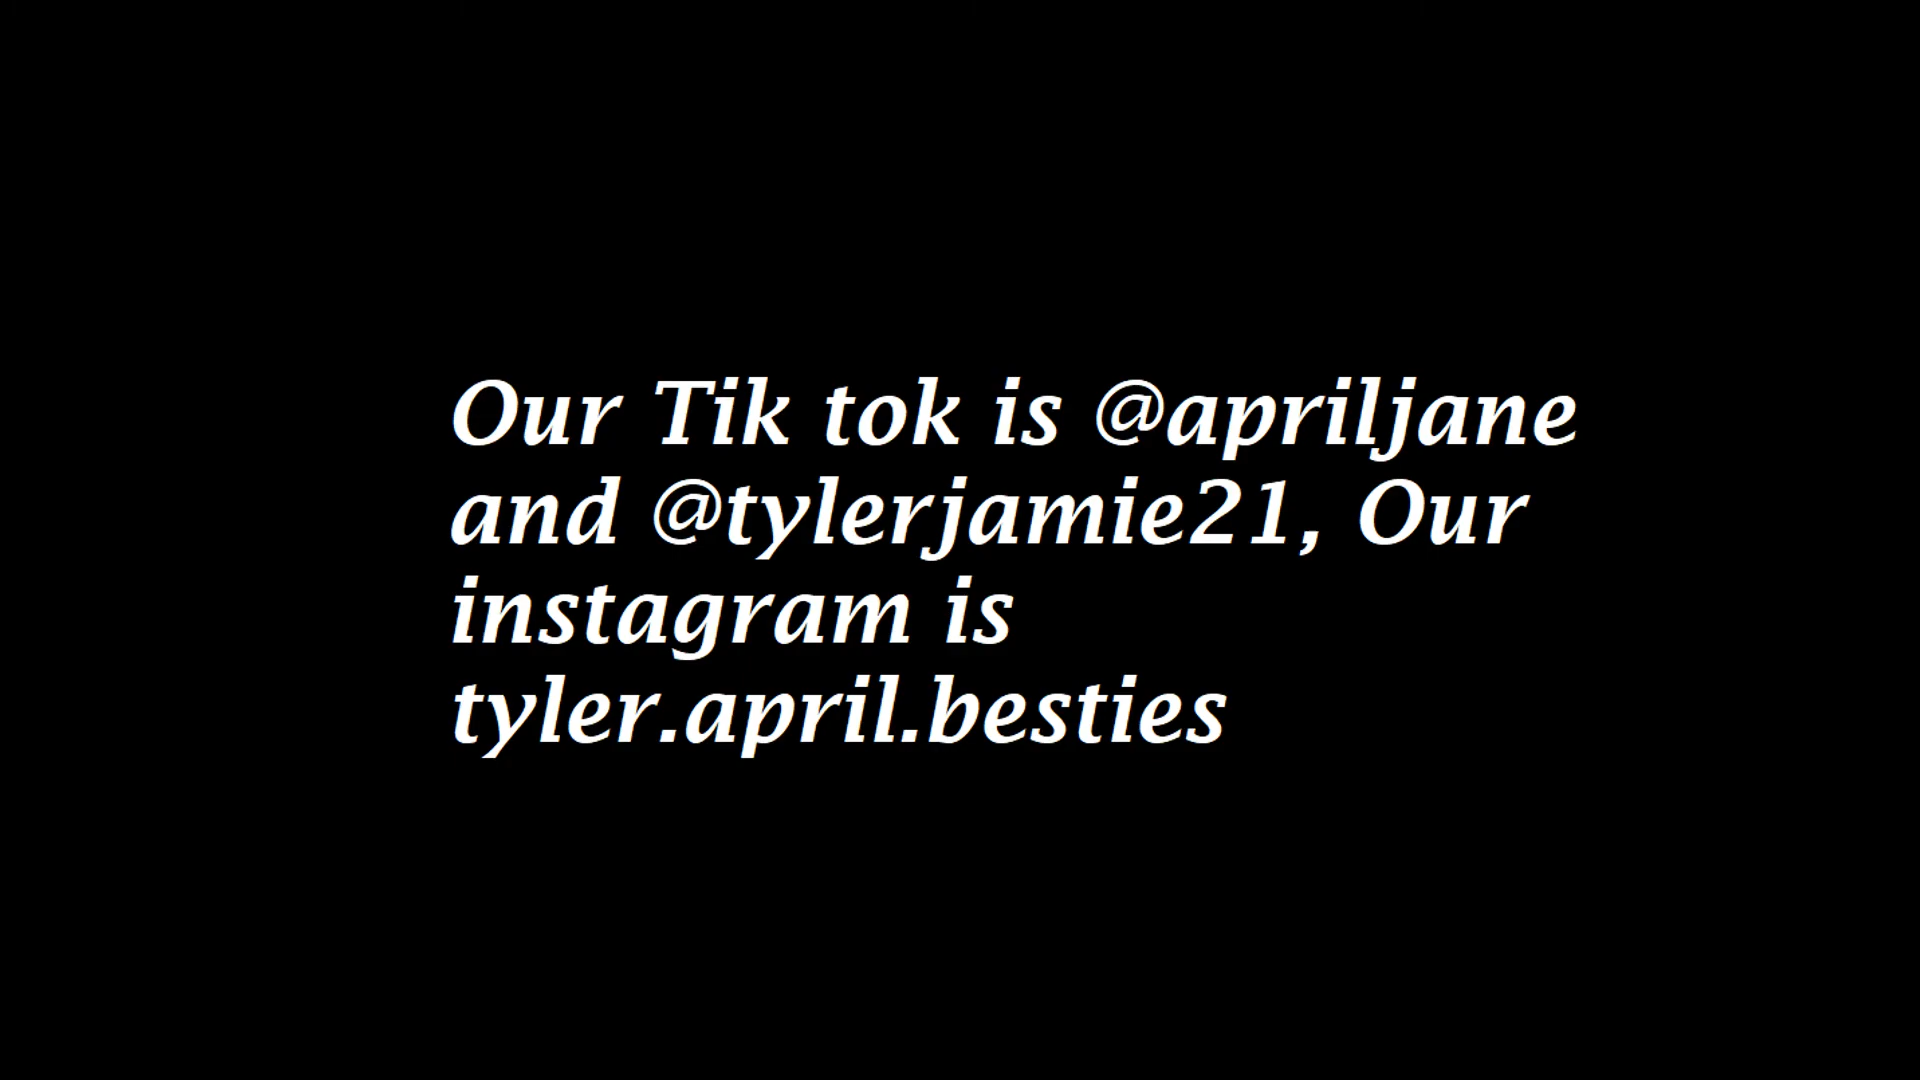 Our Tik tok is @apriljane
and @tylerjamie21, Our
instagram is
tyler.april.besties